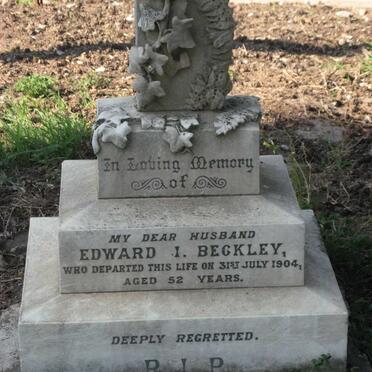 In Loving Memory
of
MY DEAR HUSBAND
EDWARD I. BECKLEY,
WHO DEPARTED THIS LIFE ON 31ST JULY 1904,
AGED 52 YEARS.
DEEPLY REGRETTED.
R.I.P.